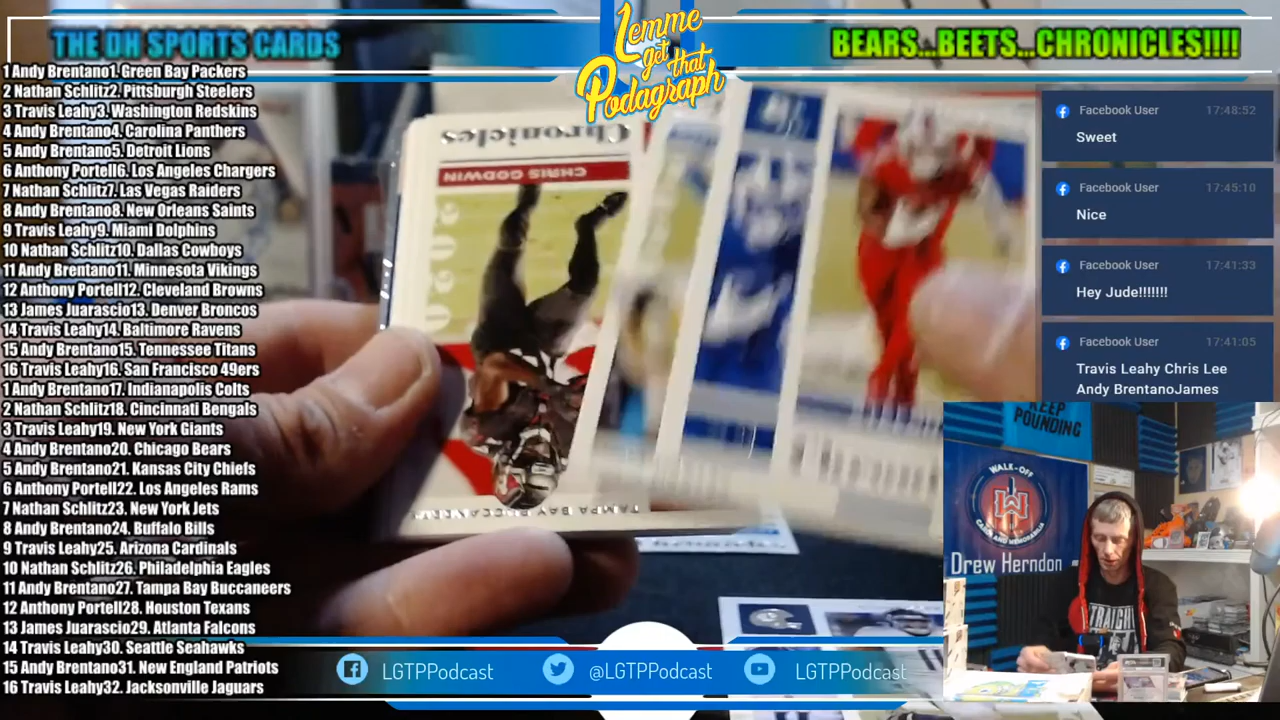 THE DH SPORTS CARDS
Lemme
get
that
Podagraph
BEARS...BEETS...CHRONICLES!!!!
1 Andy Brentano1. Green Bay Packers
2 Nathan Schlitz2. Pittsburgh Steelers
3 Travis Leahy3. Washington Redskins
4 Andy Brentano4. Carolina Panthers
5 Andy Brentano5. Detroit Lions
6 Anthony Portell6. Los Angeles Chargers
7 Nathan Schlitz7. Las Vegas Raiders
8 Andy Brentano8. New Orleans Saints
9 Travis Leahy9. Miami Dolphins
10 Nathan Schlitz10. Dallas Cowboys
11 Andy Brentano11. Minnesota Vikings
12 Anthony Portell12. Cleveland Browns
13 James Juarascio13. Denver Broncos
14 Travis Leahy14. Baltimore Ravens
15 Andy Brentano15. Tennessee Titans
16 Travis Leahy16. San Francisco 49ers
1 Andy Brentano17. Indianapolis Colts
2 Nathan Schlitz18. Cincinnati Bengals
3 Travis Leahy19. New York Giants
4 Andy Brentano20. Chicago Bears
5 Andy Brentano21. Kansas City Chiefs
6 Anthony Portell22. Los Angeles Rams
7 Nathan Schlitz23. New York Jets
8 Andy Brentano24. Buffalo Bills
9 Travis Leahy25. Arizona Cardinals
10 Nathan Schlitz26. Philadelphia Eagles
11 Andy Brentano27. Tampa Bay Buccaneers
12 Anthony Portell28. Houston Texans
13 James Juarascio29. Atlanta Falcons
14 Travis Leahy30. Seattle Seahawks
15 Andy Brentano31. New England Patriots
16 Travis Leahy32. Jacksonville Jaguars
Chronicles
CHRIS GODWIN
2020
TAMPA BAY BUCCANEERS
Facebook User 17:48:52
Sweet
Facebook User 17:45:10
Nice
Facebook User 17:41:33
Hey Jude!!!!!!!
Facebook User 17:41:05
Travis Leahy Chris Lee
Andy BrentanoJames
KEEP
POUNDING
WALK-OFF
CARDS AND MEMORABILIA
Drew Herndon
STRAIGHT
LGTPPodcast
@LGTPPodcast
LGTPPodcast